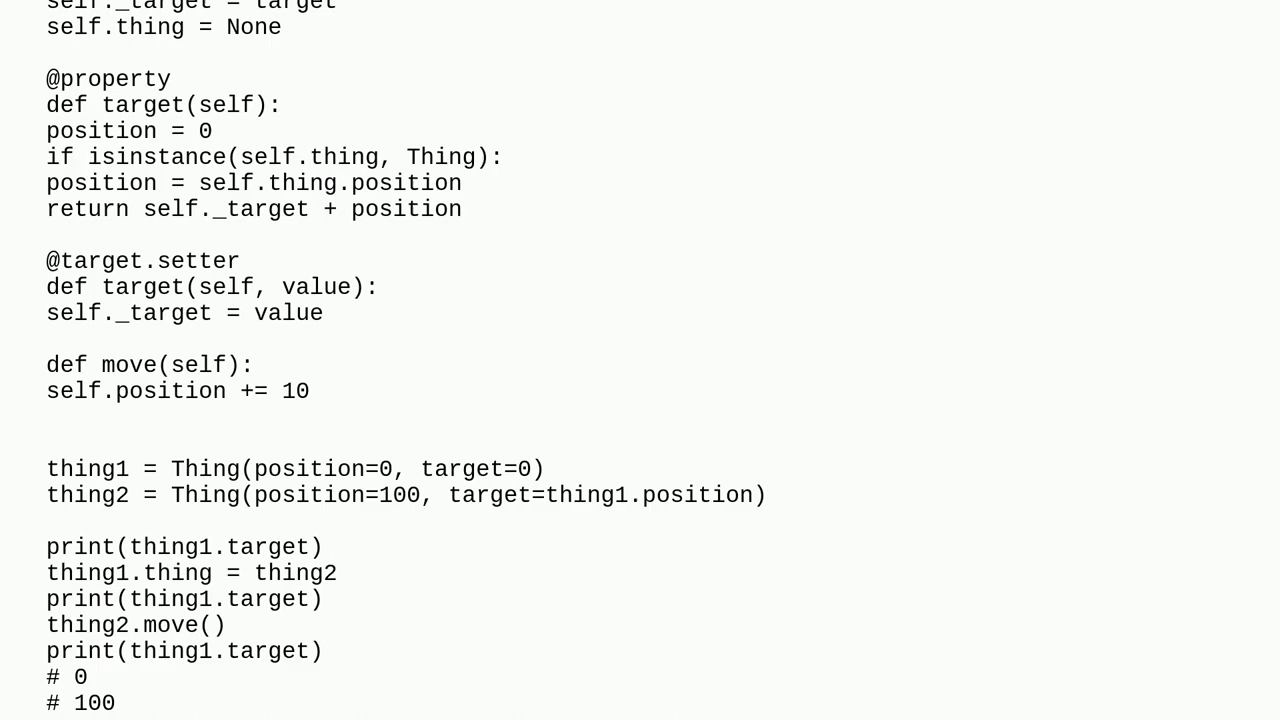 self._target = target
self.thing = None
@property
def target(self):
position = 0
if isinstance(self.thing, Thing):
position = self.thing.position
return self._target + position
@target.setter
def target(self, value):
self._target = value
def move(self):
self.position += 10
thing1 = Thing(position=0, target=0)
thing2 = Thing(position=100, target=thing1.position)
print(thing1.target)
thing1.thing = thing2
print(thing1.target)
thing2.move()
print(thing1.target)
# 0
# 100